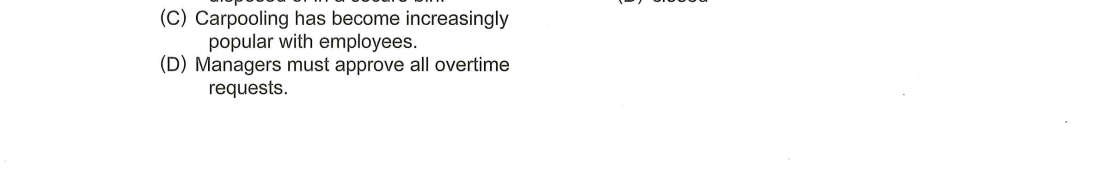 (C) Carpooling has become increasingly
popular with employees.
(D) Managers must approve all overtime
requests.